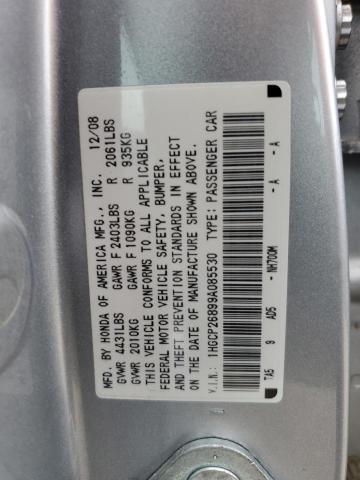 MFD. BY HONDA OF AMERICA MFG., INC. 12/08
GVWR 4431LBS GAWR F 2403LBS R 2061LBS
GVWR 2010KG GAWR F 1090KG R 935KG
THIS VEHICLE CONFORMS TO ALL APPLICABLE
FEDERAL MOTOR VEHICLE SAFETY, BUMPER,
AND THEFT PREVENTION STANDARDS IN EFFECT
ON THE DATE OF MANUFACTURE SHOWN ABOVE.
V.I.N.: 1HGCP26899A085530 TYPE: PASSENGER CAR
TA5 9 AD5 - NH700M - A - A